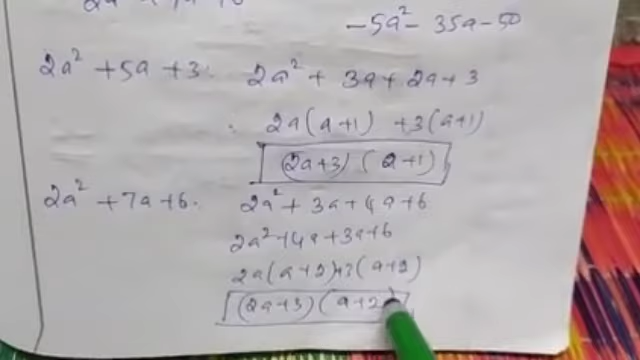 -5a² - 35a - 50
2a² + 5a + 3. 2a² + 3a + 2a + 3
2a(a+1) + 3(a+1)
(2a+3) (2+1)
2a² + 7a + 6. 2a² + 3a + 4a + 6
2a² + 4a + 3a + 6
2a(a+2)+3(a+2)
(2a+3) (a+2